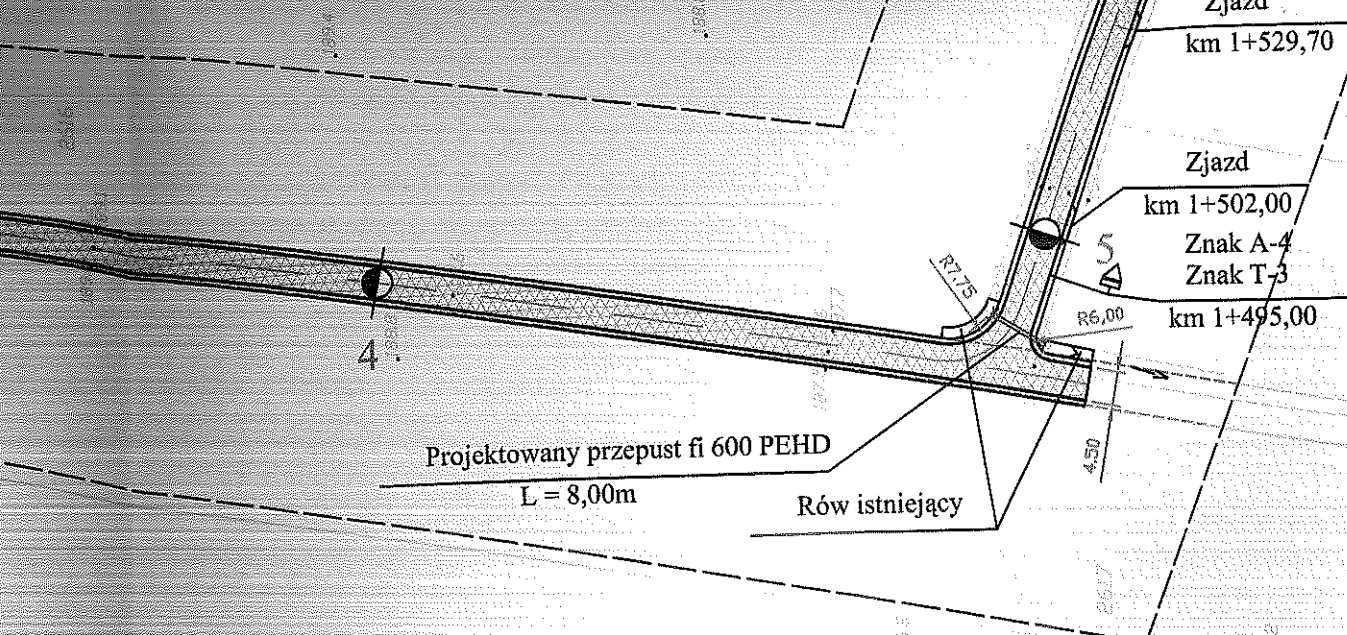 Zjazd
km 1+529,70
Zjazd
km 1+502,00
Znak A-4
Znak T-3
km 1+495,00
5
R7.75
R6,00
4
4.50
Projektowany przepust fi 600 PEHD
L = 8,00m
Rów istniejący